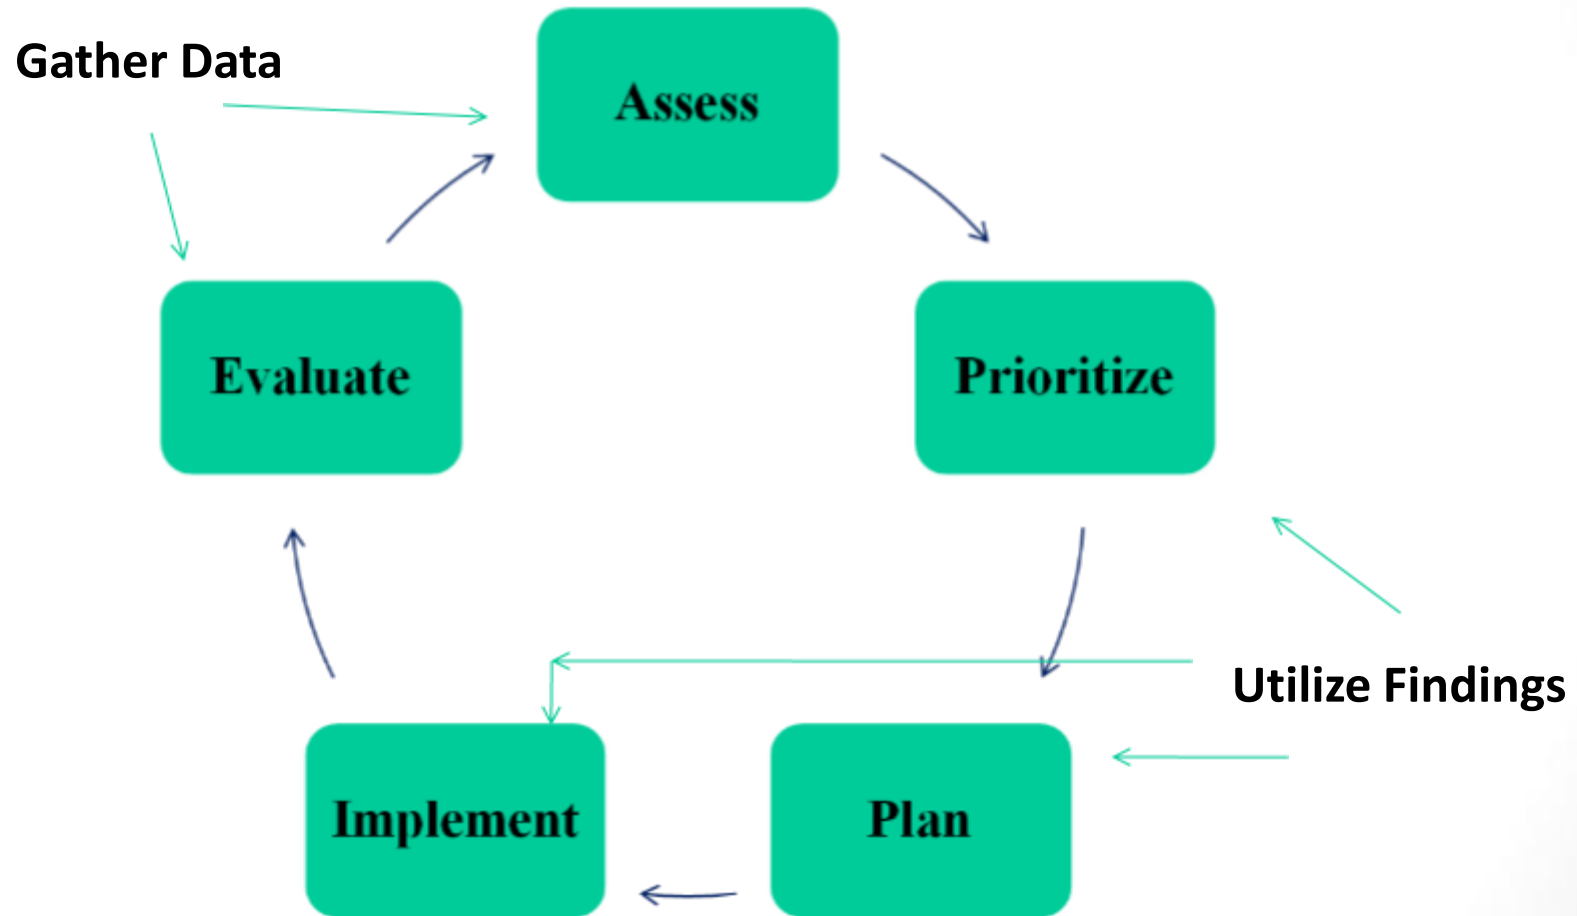 Gather Data
Assess
Evaluate
Prioritize
Utilize Findings
Implement
Plan